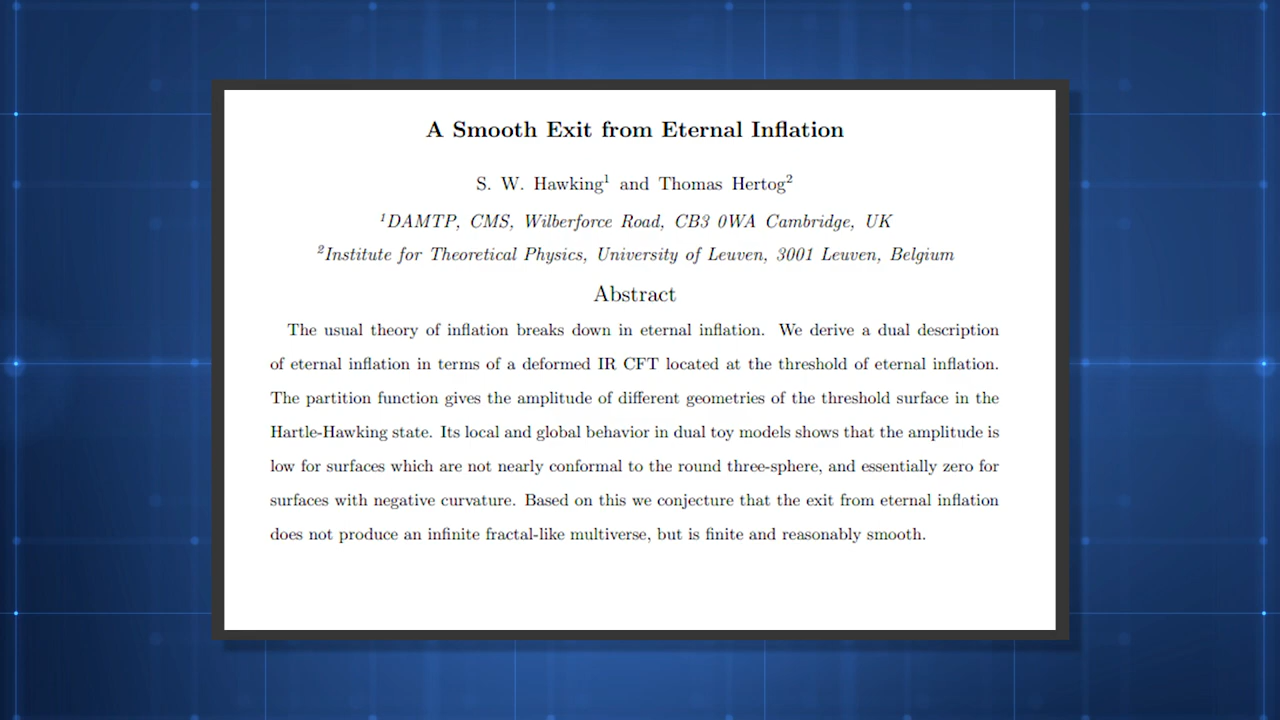 A Smooth Exit from Eternal Inflation
S. W. Hawking¹ and Thomas Hertog²
¹DAMTP, CMS, Wilberforce Road, CB3 0WA Cambridge, UK
²Institute for Theoretical Physics, University of Leuven, 3001 Leuven, Belgium
Abstract
The usual theory of inflation breaks down in eternal inflation. We derive a dual description
of eternal inflation in terms of a deformed IR CFT located at the threshold of eternal inflation.
The partition function gives the amplitude of different geometries of the threshold surface in the
Hartle-Hawking state. Its local and global behavior in dual toy models shows that the amplitude is
low for surfaces which are not nearly conformal to the round three-sphere, and essentially zero for
surfaces with negative curvature. Based on this we conjecture that the exit from eternal inflation
does not produce an infinite fractal-like multiverse, but is finite and reasonably smooth.